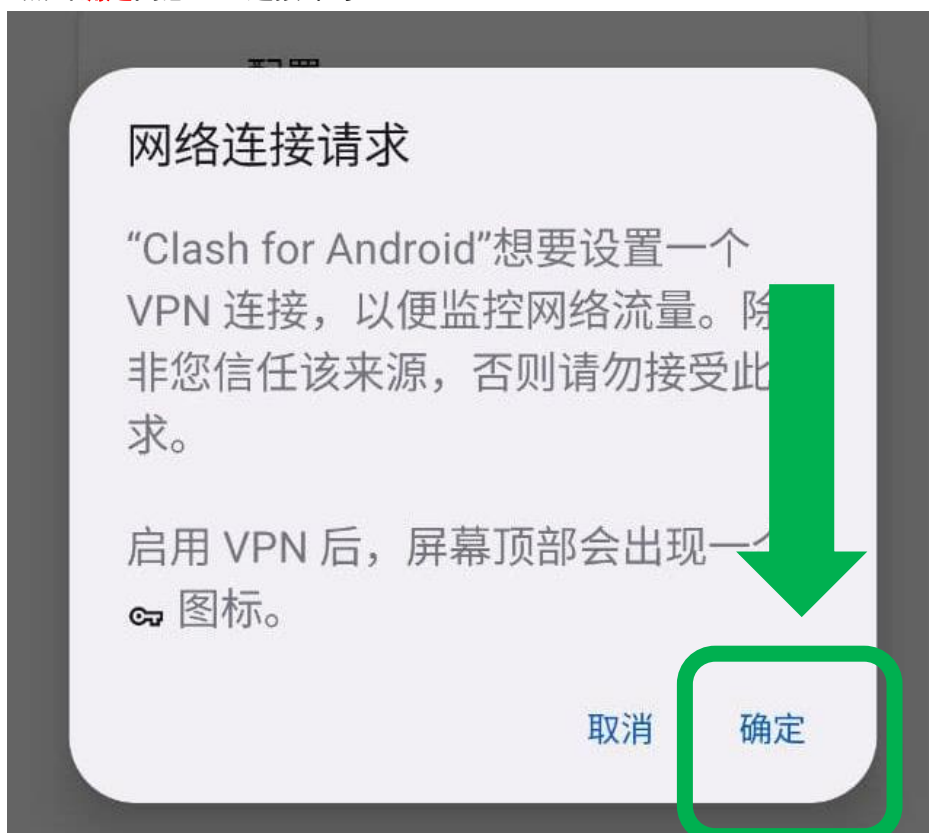 配置
网络连接请求
“Clash for Android”想要设置一个
VPN 连接，以便监控网络流量。除
非您信任该来源，否则请勿接受此
求。
启用 VPN 后，屏幕顶部会出现一个
图标。
取消 确定